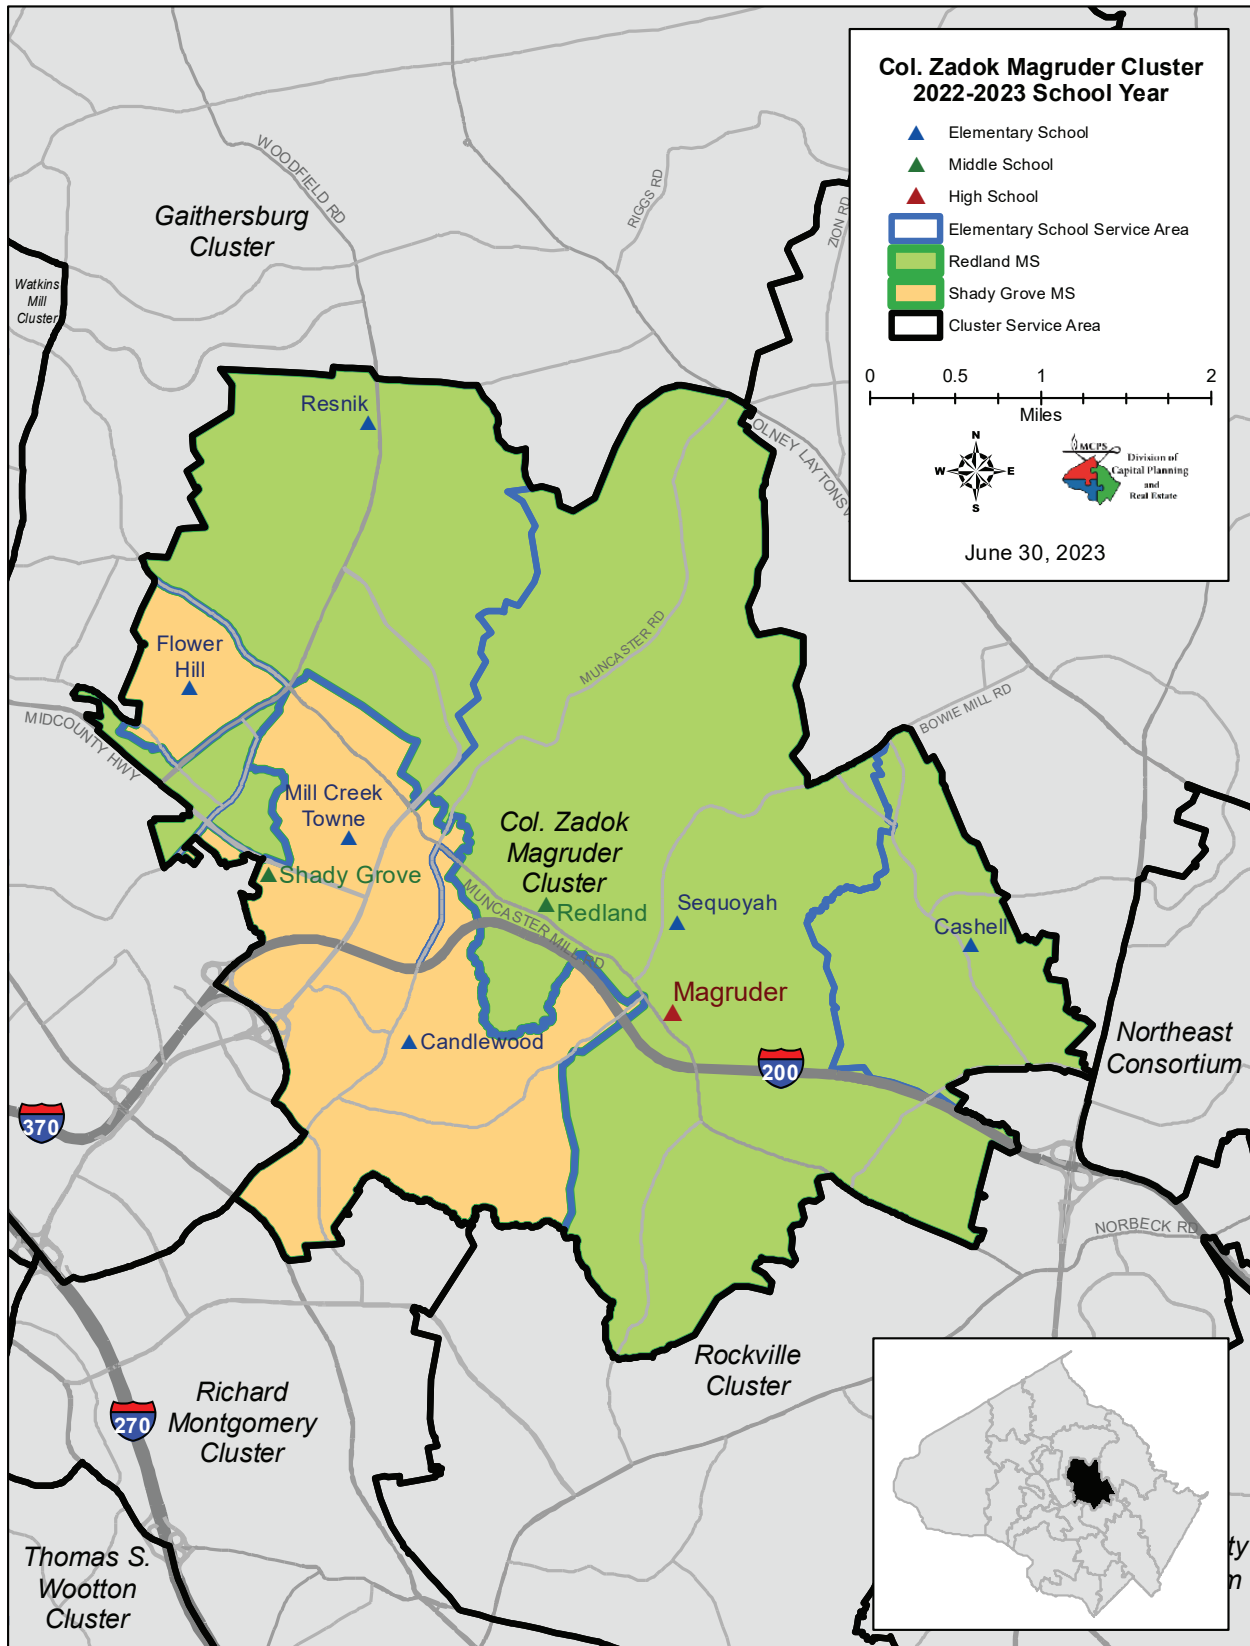 Col. Zadok Magruder Cluster
2022-2023 School Year
Elementary School
Middle School
High School
Elementary School Service Area
Redland MS
Shady Grove MS
Cluster Service Area
0 0.5 1 2
Miles
N
W E
S
MCPS
Division of
Capital Planning
and
Real Estate
June 30, 2023
WOODFIELD RD
RIGGS RD
ZION RD
Gaithersburg
Cluster
Watkins
Mill
Cluster
Resnik
OLNEY LAYTONSV
MUNCASTER RD
Flower
Hill
MIDCOUNTY HWY
BOWIE MILL RD
Mill Creek
Towne
Col. Zadok
Magruder
Cluster
Shady Grove
MUNCASTER MILL RD
Redland
Sequoyah
Cashell
Magruder
Candlewood
Northeast
Consortium
200
370
NORBECK RD
Rockville
Cluster
Richard
Montgomery
Cluster
270
Thomas S.
Wootton
Cluster
ty
m